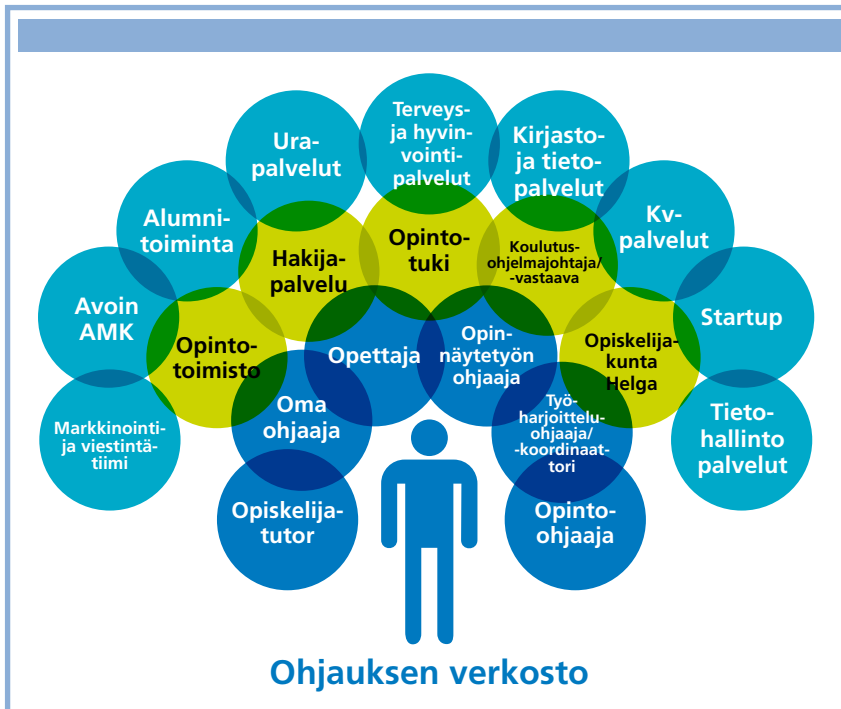 Terveys-
ja hyvin-
vointi-
palvelut
Ura-
palvelut
Kirjasto-
ja tieto-
palvelut
Alumni-
toiminta
Kv-
palvelut
Avoin
AMK
Startup
Markkinointi-
ja viestintä-
tiimi
Tieto-
hallinto
palvelut
Opinto-
toimisto
Hakija-
palvelu
Opinto-
tuki
Koulutus-
ohjelmajohtaja/
-vastaava
Opiskelija-
kunta
Helga
Opettaja
Opin-
näytetyön
ohjaaja
Oma
ohjaaja
Työ-
harjoittelu-
ohjaaja/
-koordinaat-
tori
Opiskelija-
tutor
Opinto-
ohjaaja
Ohjauksen verkosto